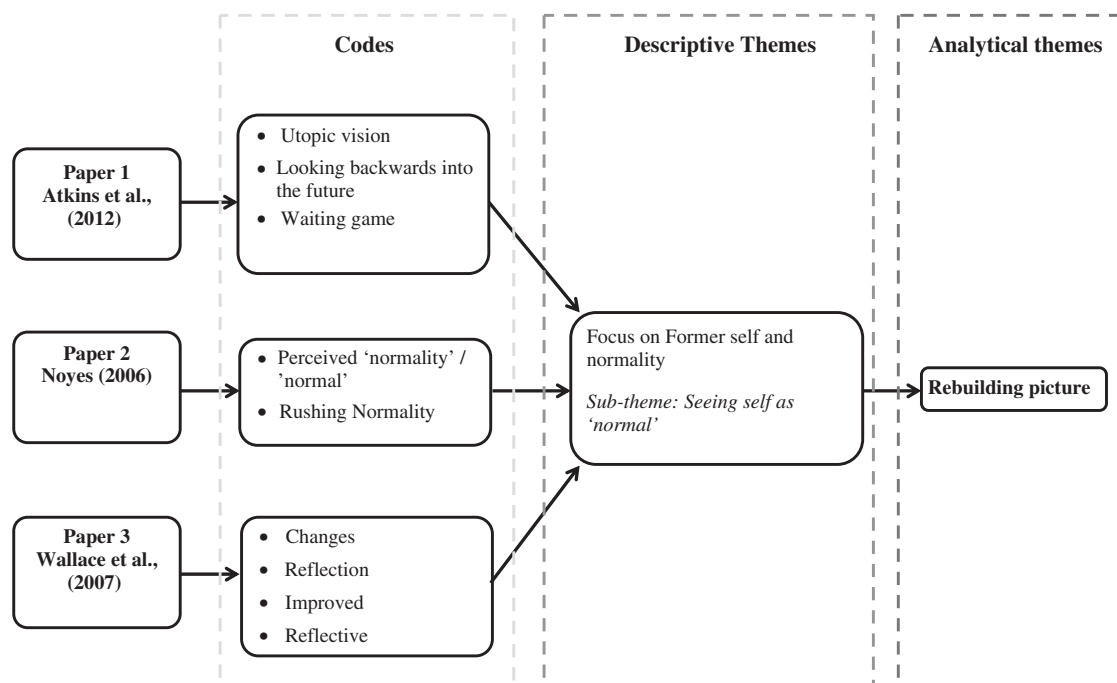 Codes
Descriptive Themes
Analytical themes
Paper 1
Atkins et al.,
(2012)
• Utopic vision
• Looking backwards into
the future
• Waiting game
Paper 2
Noyes (2006)
• Perceived ‘normality’ /
’normal’
• Rushing Normality
Paper 3
Wallace et al.,
(2007)
• Changes
• Reflection
• Improved
• Reflective
Focus on Former self and
normality
Sub-theme: Seeing self as
‘normal’
Rebuilding picture